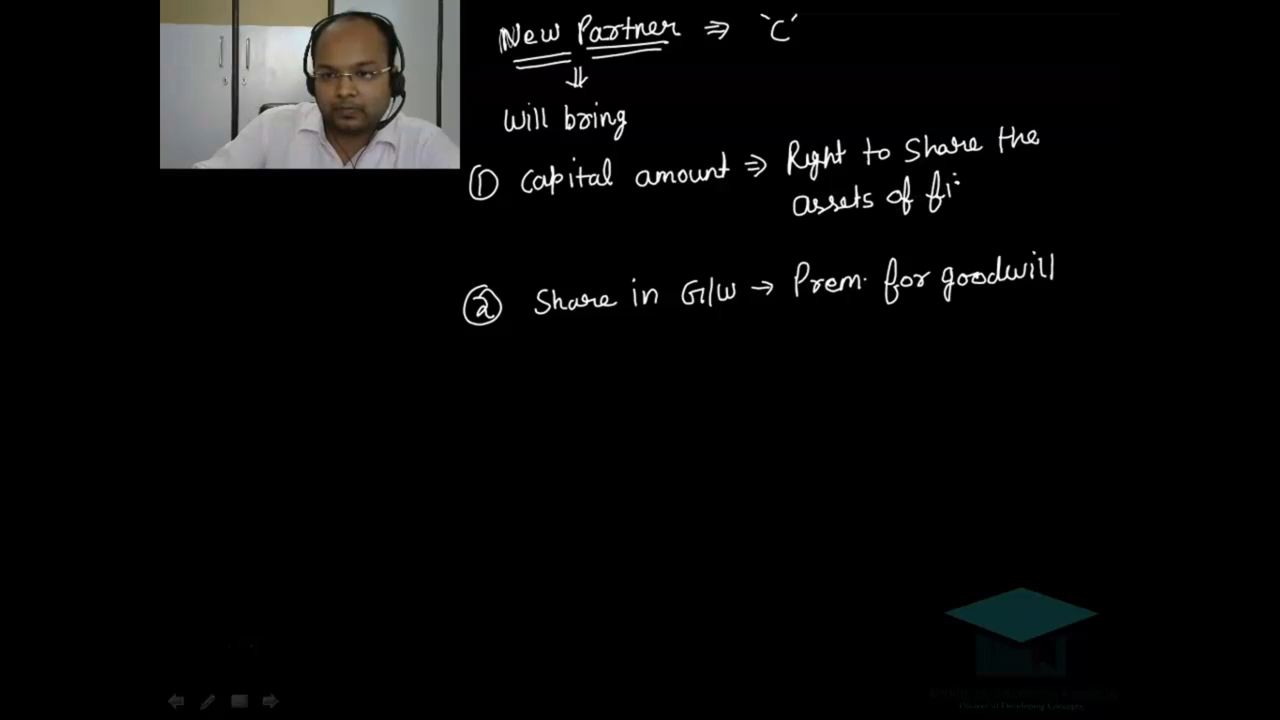 New Partner ⇒ 'C'
⇓
Will bring
① Capital amount ⇒ Right to share the
assets of fi
② Share in G/W → Prem. for goodwill